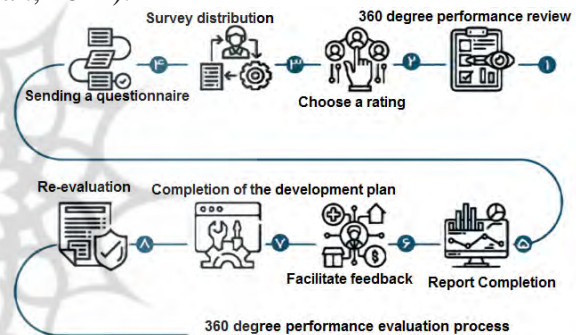 Survey distribution
360 degree performance review
۴
۳
۲
۱
Sending a questionnaire
Choose a rating
Re-evaluation
Completion of the development plan
۸
۷
۶
۵
Facilitate feedback
Report Completion
360 degree performance evaluation process